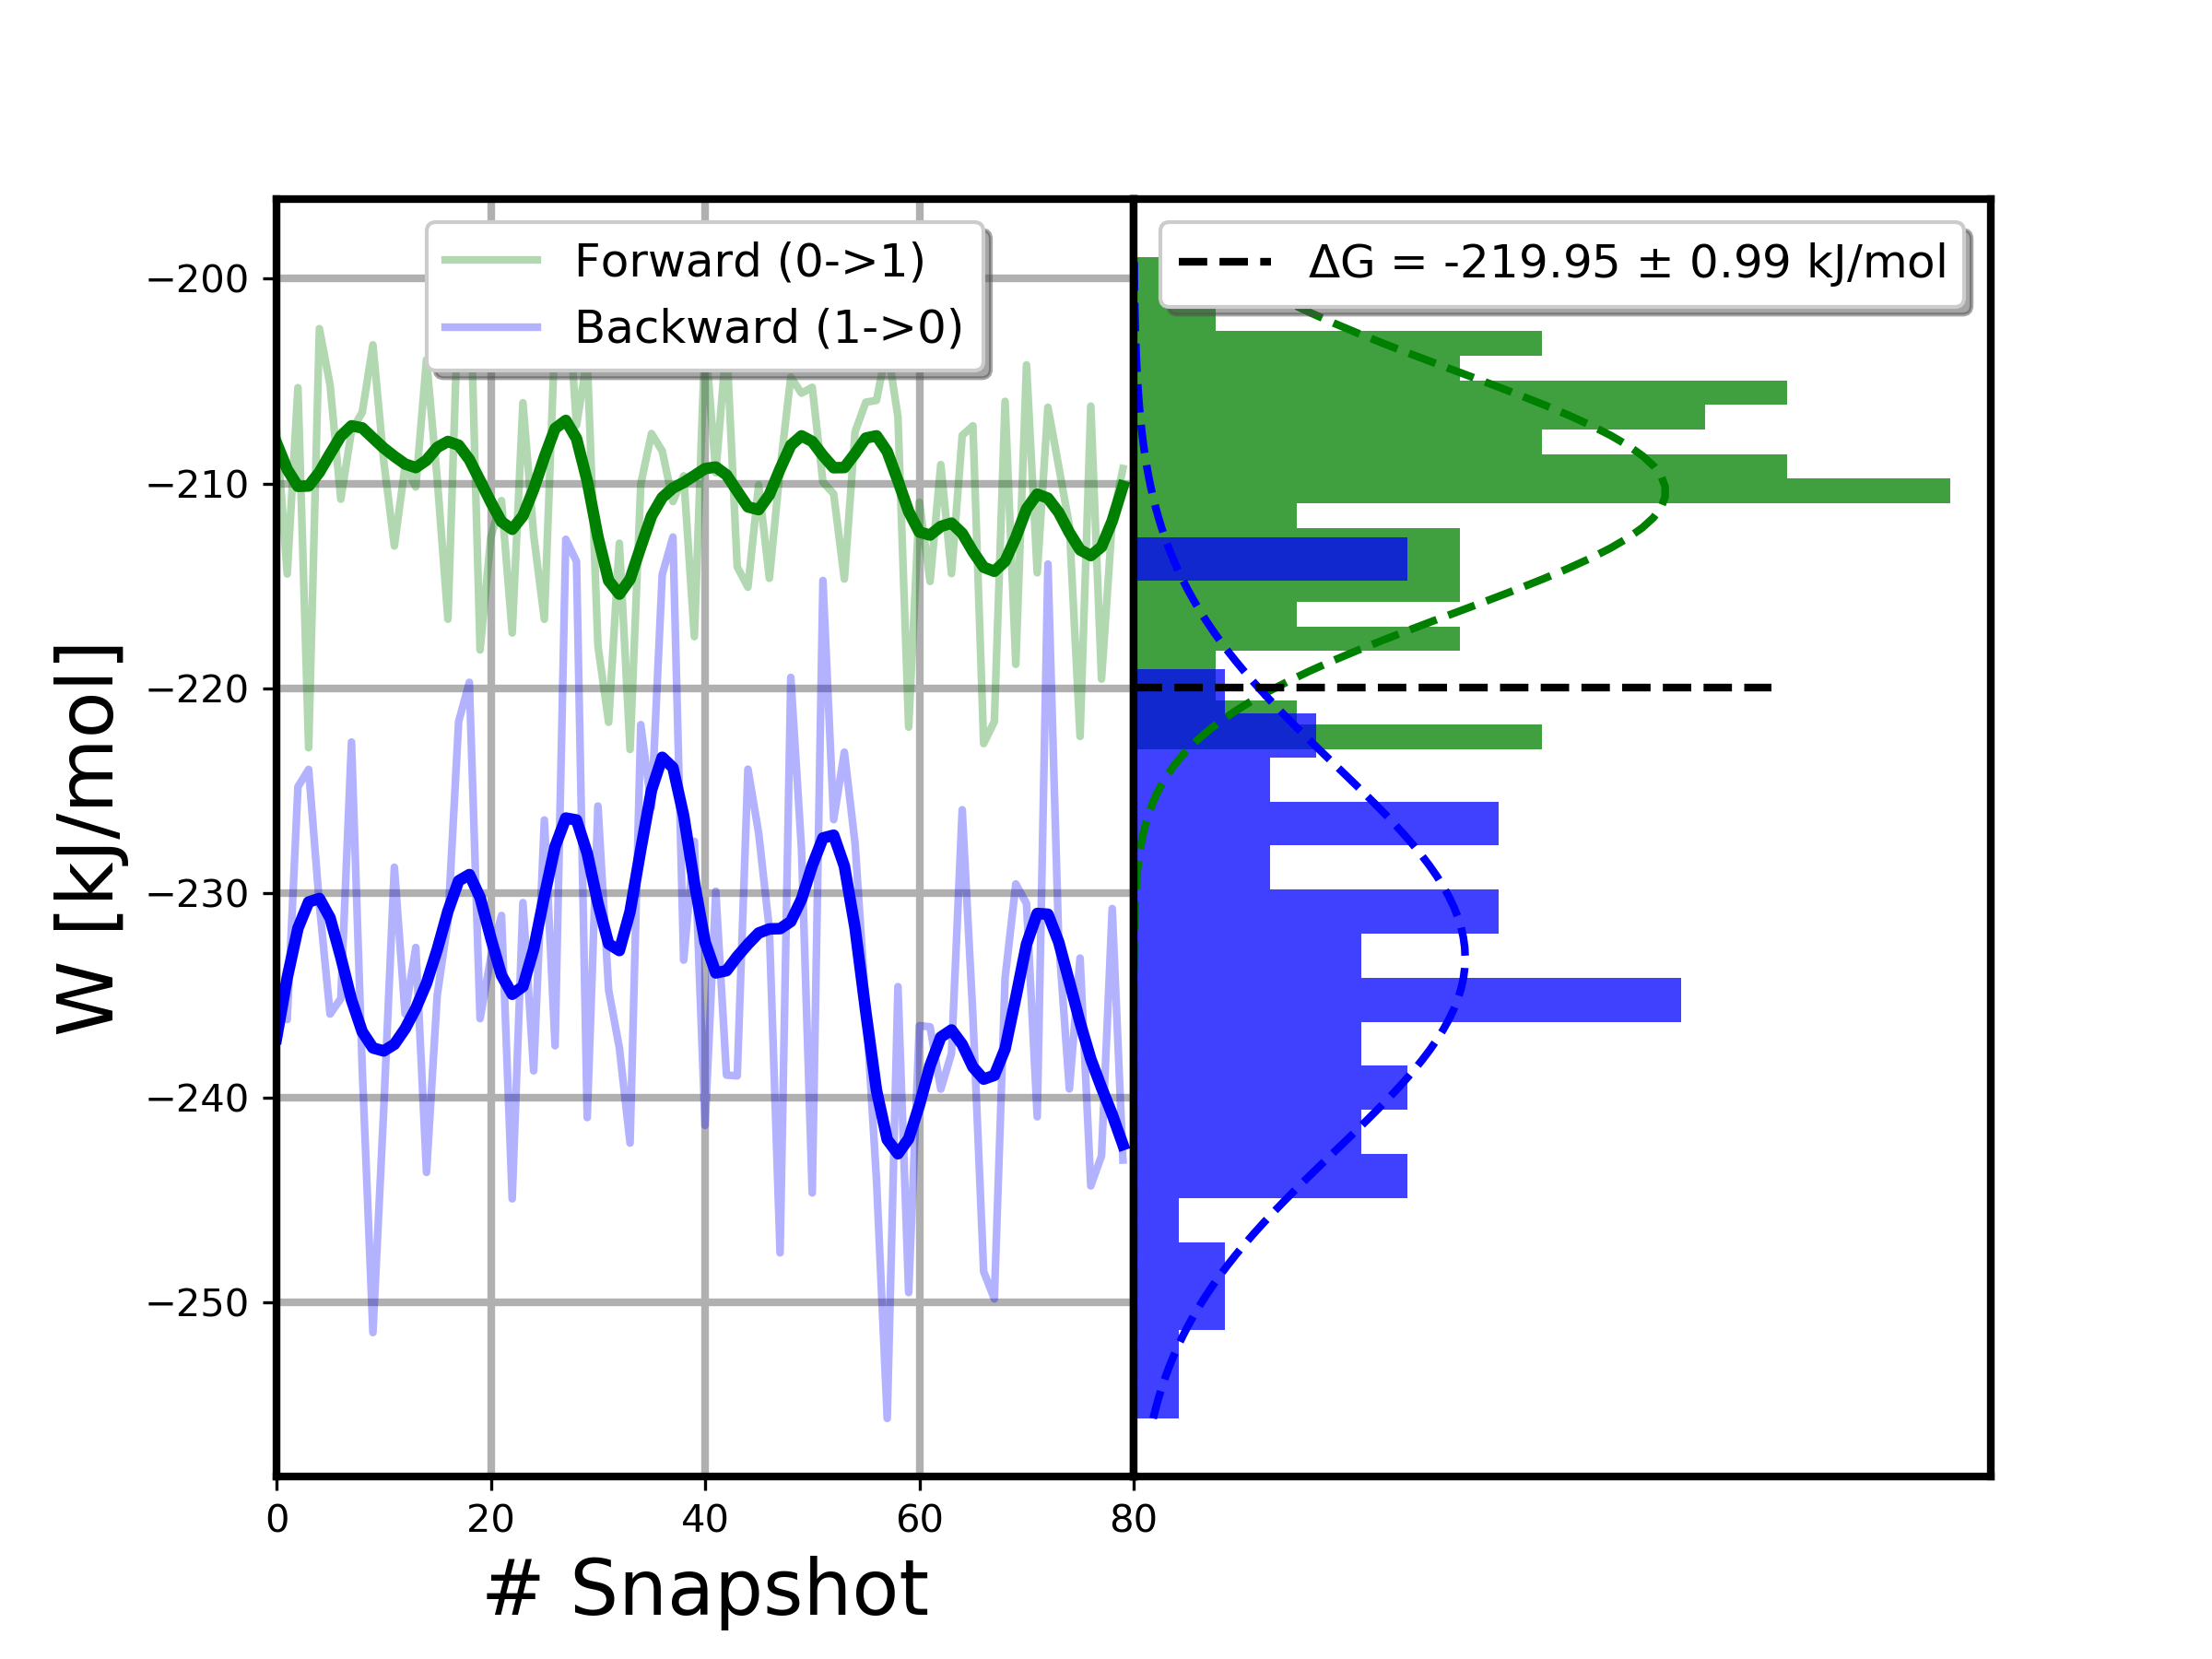 Forward (0->1)
Backward (1->0)
ΔG = -219.95 ± 0.99 kJ/mol
−200
−210
−220
−230
−240
−250
W [kJ/mol]
0 20 40 60 80
# Snapshot